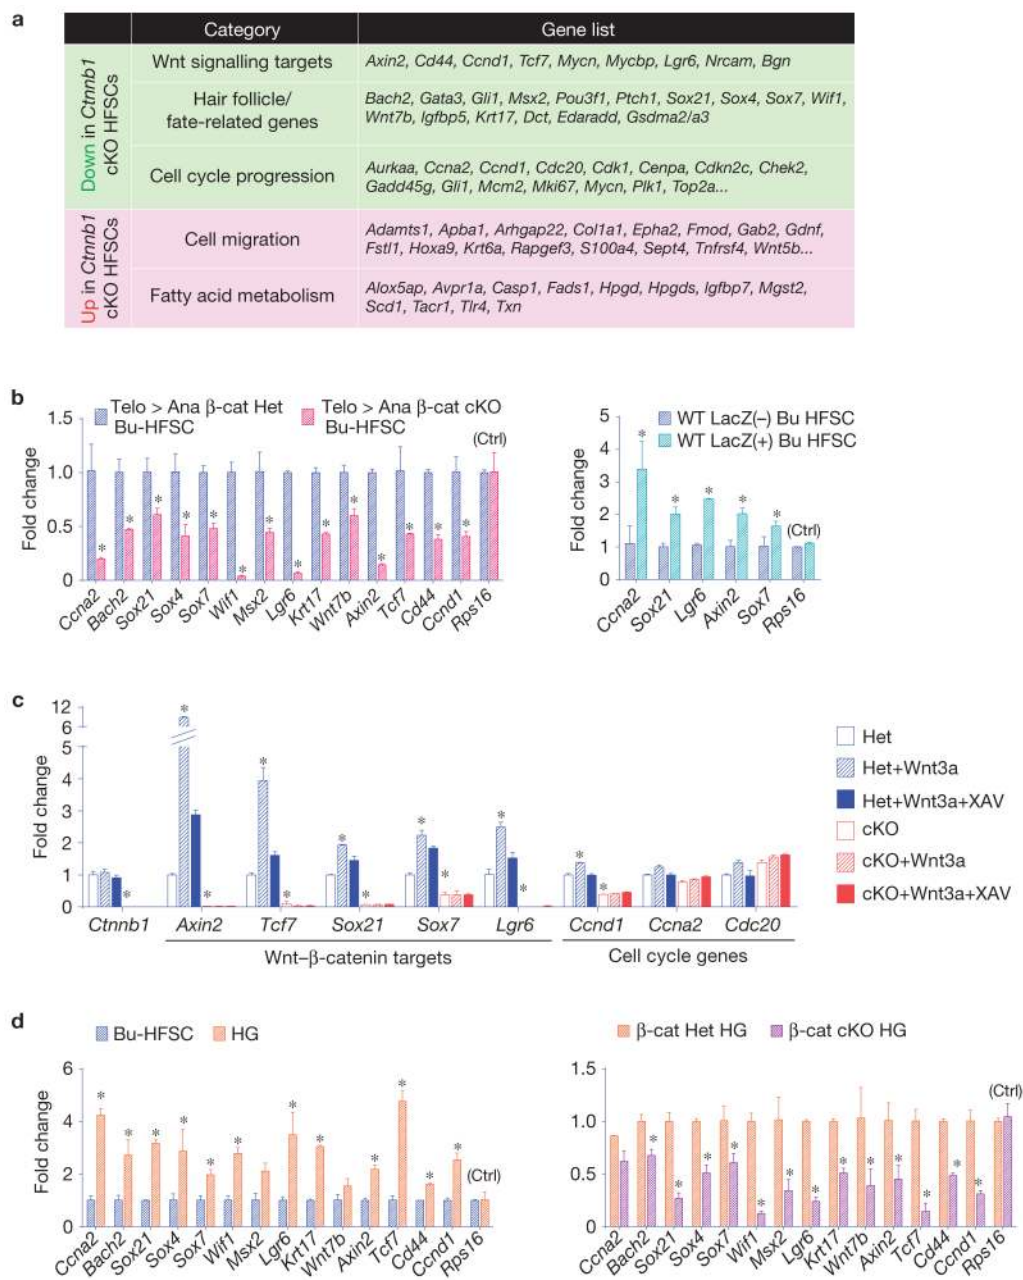 a
Category Gene list
Down in Ctnnb1
cKO HFSCs
Wnt signalling targets
Axin2, Cd44, Ccnd1, Tcf7, Mycn, Mycbp, Lgr6, Nrcam, Bgn
Hair follicle/
fate-related genes
Bach2, Gata3, Gli1, Msx2, Pou3f1, Ptch1, Sox21, Sox4, Sox7, Wif1,
Wnt7b, Igfbp5, Krt17, Dct, Edaradd, Gsdma2/a3
Cell cycle progression
Aurkaa, Ccna2, Ccnd1, Cdc20, Cdk1, Cenpa, Cdkn2c, Chek2,
Gadd45g, Gli1, Mcm2, Mki67, Mycn, Plk1, Top2a...
Up in Ctnnb1
cKO HFSCs
Cell migration
Adamts1, Apba1, Arhgap22, Col1a1, Epha2, Fmod, Gab2, Gdnf,
Fstl1, Hoxa9, Krt6a, Rapgef3, S100a4, Sept4, Tnfrsf4, Wnt5b...
Fatty acid metabolism
Alox5ap, Avpr1a, Casp1, Fads1, Hpgd, Hpgds, Igfbp7, Mgst2,
Scd1, Tacr1, Tlr4, Txn
b
Telo > Ana β-cat Het
Bu-HFSC
Telo > Ana β-cat cKO
Bu-HFSC
(Ctrl)
Fold change
1.5
1.0
0.5
0
* * * * * * * * * * * * * *
Ccna2 Bach2 Sox21 Sox4 Sox7 Wif1 Msx2 Lgr6 Krt17 Wnt7b Axin2 Tcf7 Cd44 Ccnd1 Rps16
WT LacZ(–) Bu HFSC
WT LacZ(+) Bu HFSC
(Ctrl)
Fold change
5
4
3
2
1
0
* * * * *
Ccna2 Sox21 Lgr6 Axin2 Sox7 Rps16
c
Fold change
12
6
5
4
3
2
1
0
* * * * * * * * * * * * *
Ctnnb1 Axin2 Tcf7 Sox21 Sox7 Lgr6 Ccnd1 Ccna2 Cdc20
Wnt–β-catenin targets Cell cycle genes
Het
Het+Wnt3a
Het+Wnt3a+XAV
cKO
cKO+Wnt3a
cKO+Wnt3a+XAV
d
Bu-HFSC HG
Fold change
6
4
2
0
* * * * * * * * * * * *
(Ctrl)
Ccna2 Bach2 Sox21 Sox4 Sox7 Wif1 Msx2 Lgr6 Krt17 Wnt7b Axin2 Tcf7 Cd44 Ccnd1 Rps16
β-cat Het HG β-cat cKO HG
1.5
1.0
0.5
0
(Ctrl)
* * * * * * * * * * * * *
Ccna2 Bach2 Sox21 Sox4 Sox7 Wif1 Msx2 Lgr6 Krt17 Wnt7b Axin2 Tcf7 Cd44 Ccnd1 Rps16